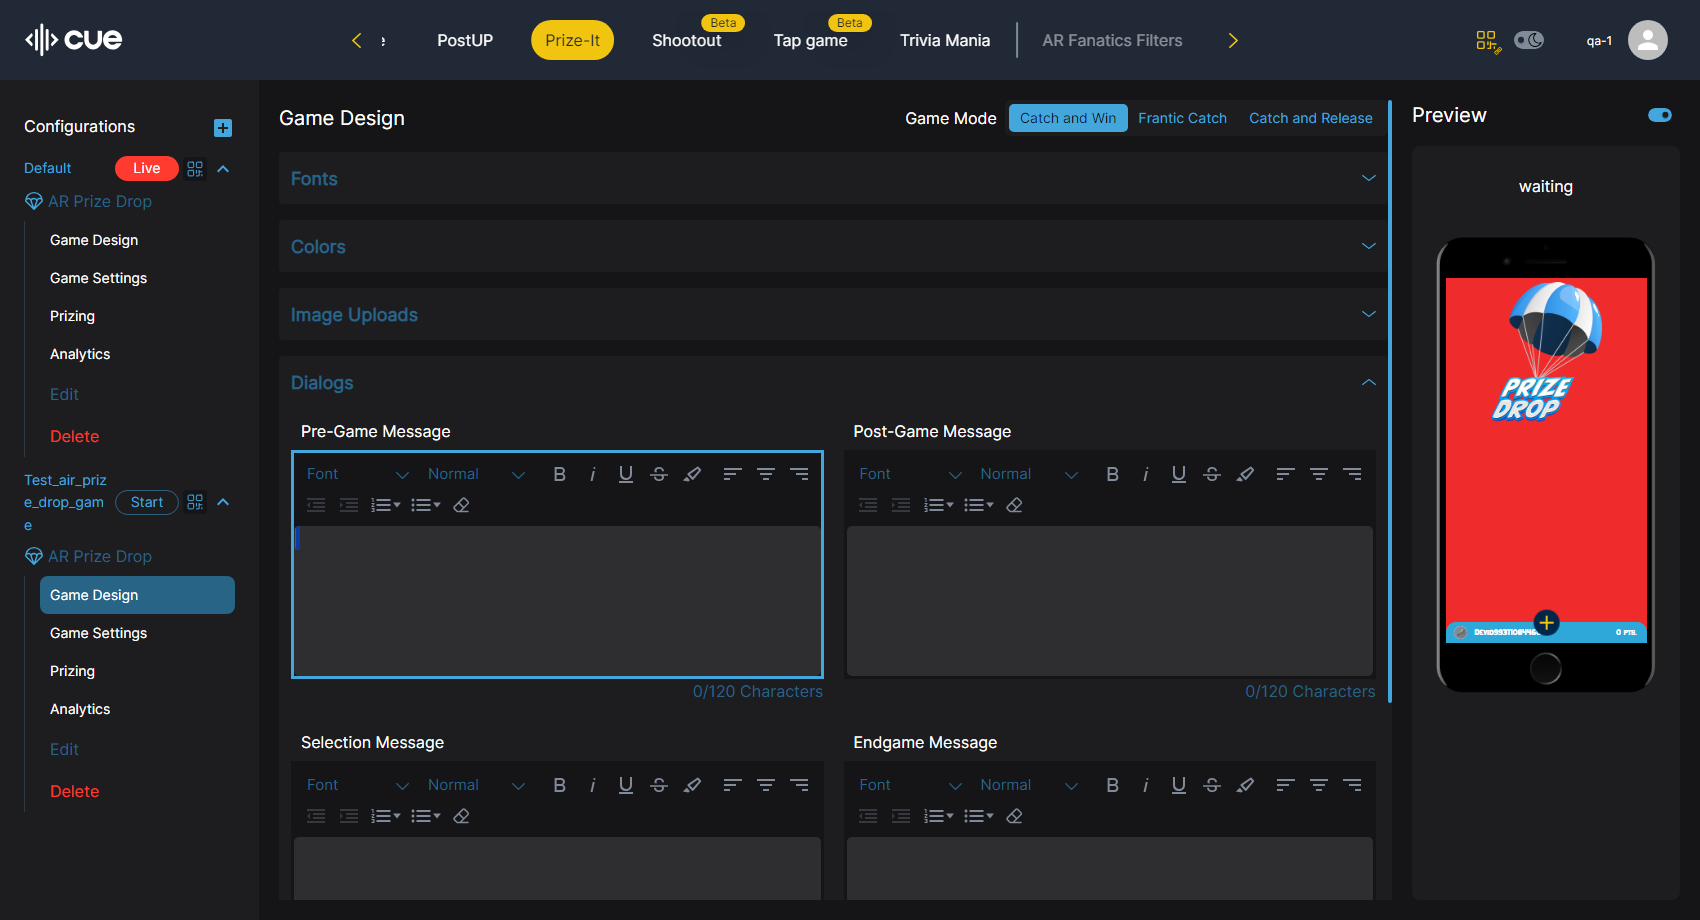 cue
e
PostUP
Prize-It
Shootout
Beta
Tap game
Beta
Trivia Mania
AR Fanatics Filters
qa-1
Configurations
Default
Live
AR Prize Drop
Game Design
Game Settings
Prizing
Analytics
Edit
Delete
Test_air_priz
e_drop_gam
e
Start
AR Prize Drop
Game Design
Game Settings
Prizing
Analytics
Edit
Delete
Game Design
Game Mode
Catch and Win
Frantic Catch
Catch and Release
Fonts
Colors
Image Uploads
Dialogs
Pre-Game Message
Font
Normal
B i U S
0/120 Characters
Post-Game Message
Font
Normal
B i U S
0/120 Characters
Selection Message
Font
Normal
B i U S
Endgame Message
Font
Normal
B i U S
Preview
waiting
PRIZE
DROP
0 PTS.